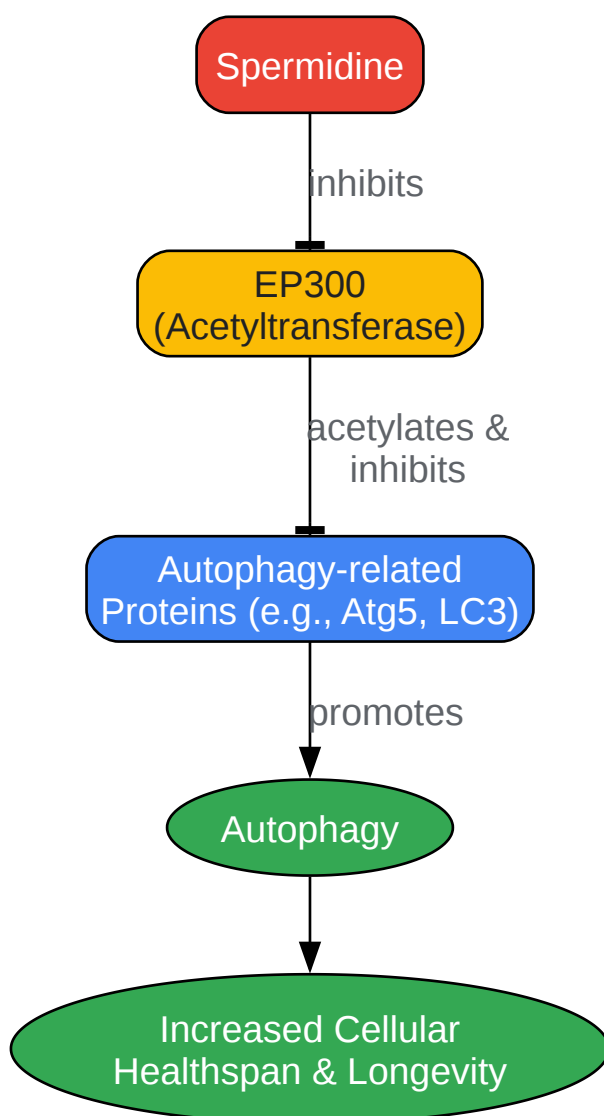 Spermidine
inhibits
EP300
(Acetyltransferase)
acetylates &
inhibits
Autophagy-related
Proteins (e.g., Atg5, LC3)
promotes
Autophagy
Increased Cellular
Healthspan & Longevity